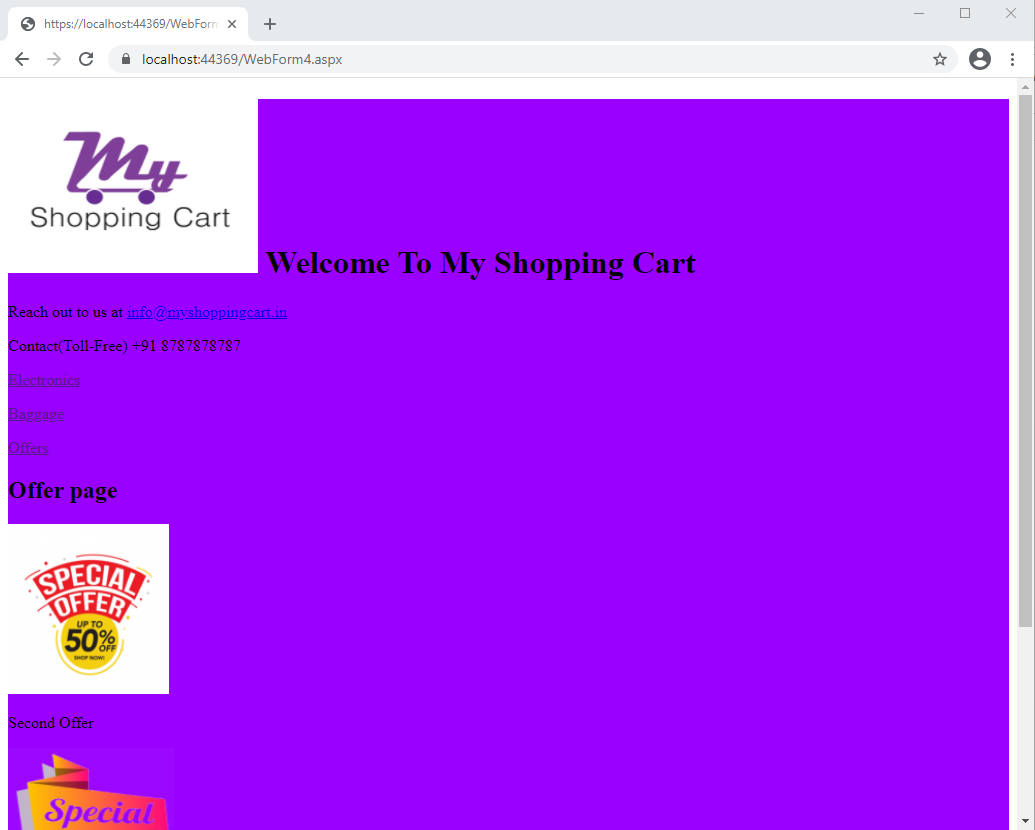 https://localhost:44369/WebForm
localhost:44369/WebForm4.aspx
My
Shopping Cart
Welcome To My Shopping Cart
Reach out to us at info@myshoppingcart.in
Contact(Toll-Free) +91 8787878787
Electronics
Baggage
Offers
Offer page
SPECIAL
OFFER
UP TO
50% OFF
SHOP NOW!
Second Offer
Special